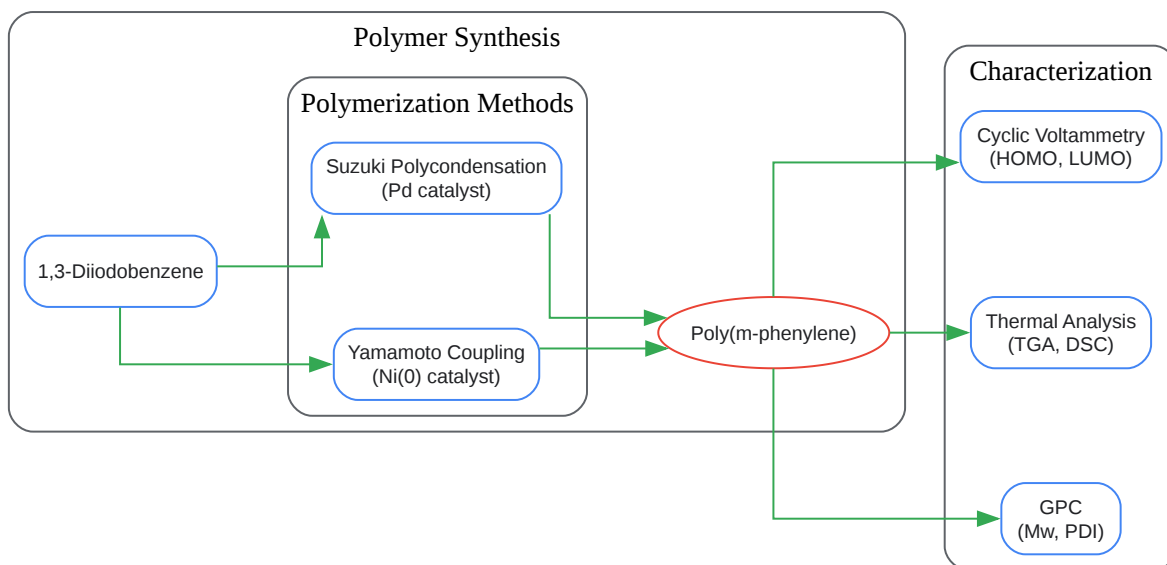 Polymer Synthesis
Polymerization Methods
Suzuki Polycondensation
(Pd catalyst)
1,3-Diiodobenzene
Yamamoto Coupling
(Ni(0) catalyst)
Poly(m-phenylene)
Characterization
Cyclic Voltammetry
(HOMO, LUMO)
Thermal Analysis
(TGA, DSC)
GPC
(Mw, PDI)